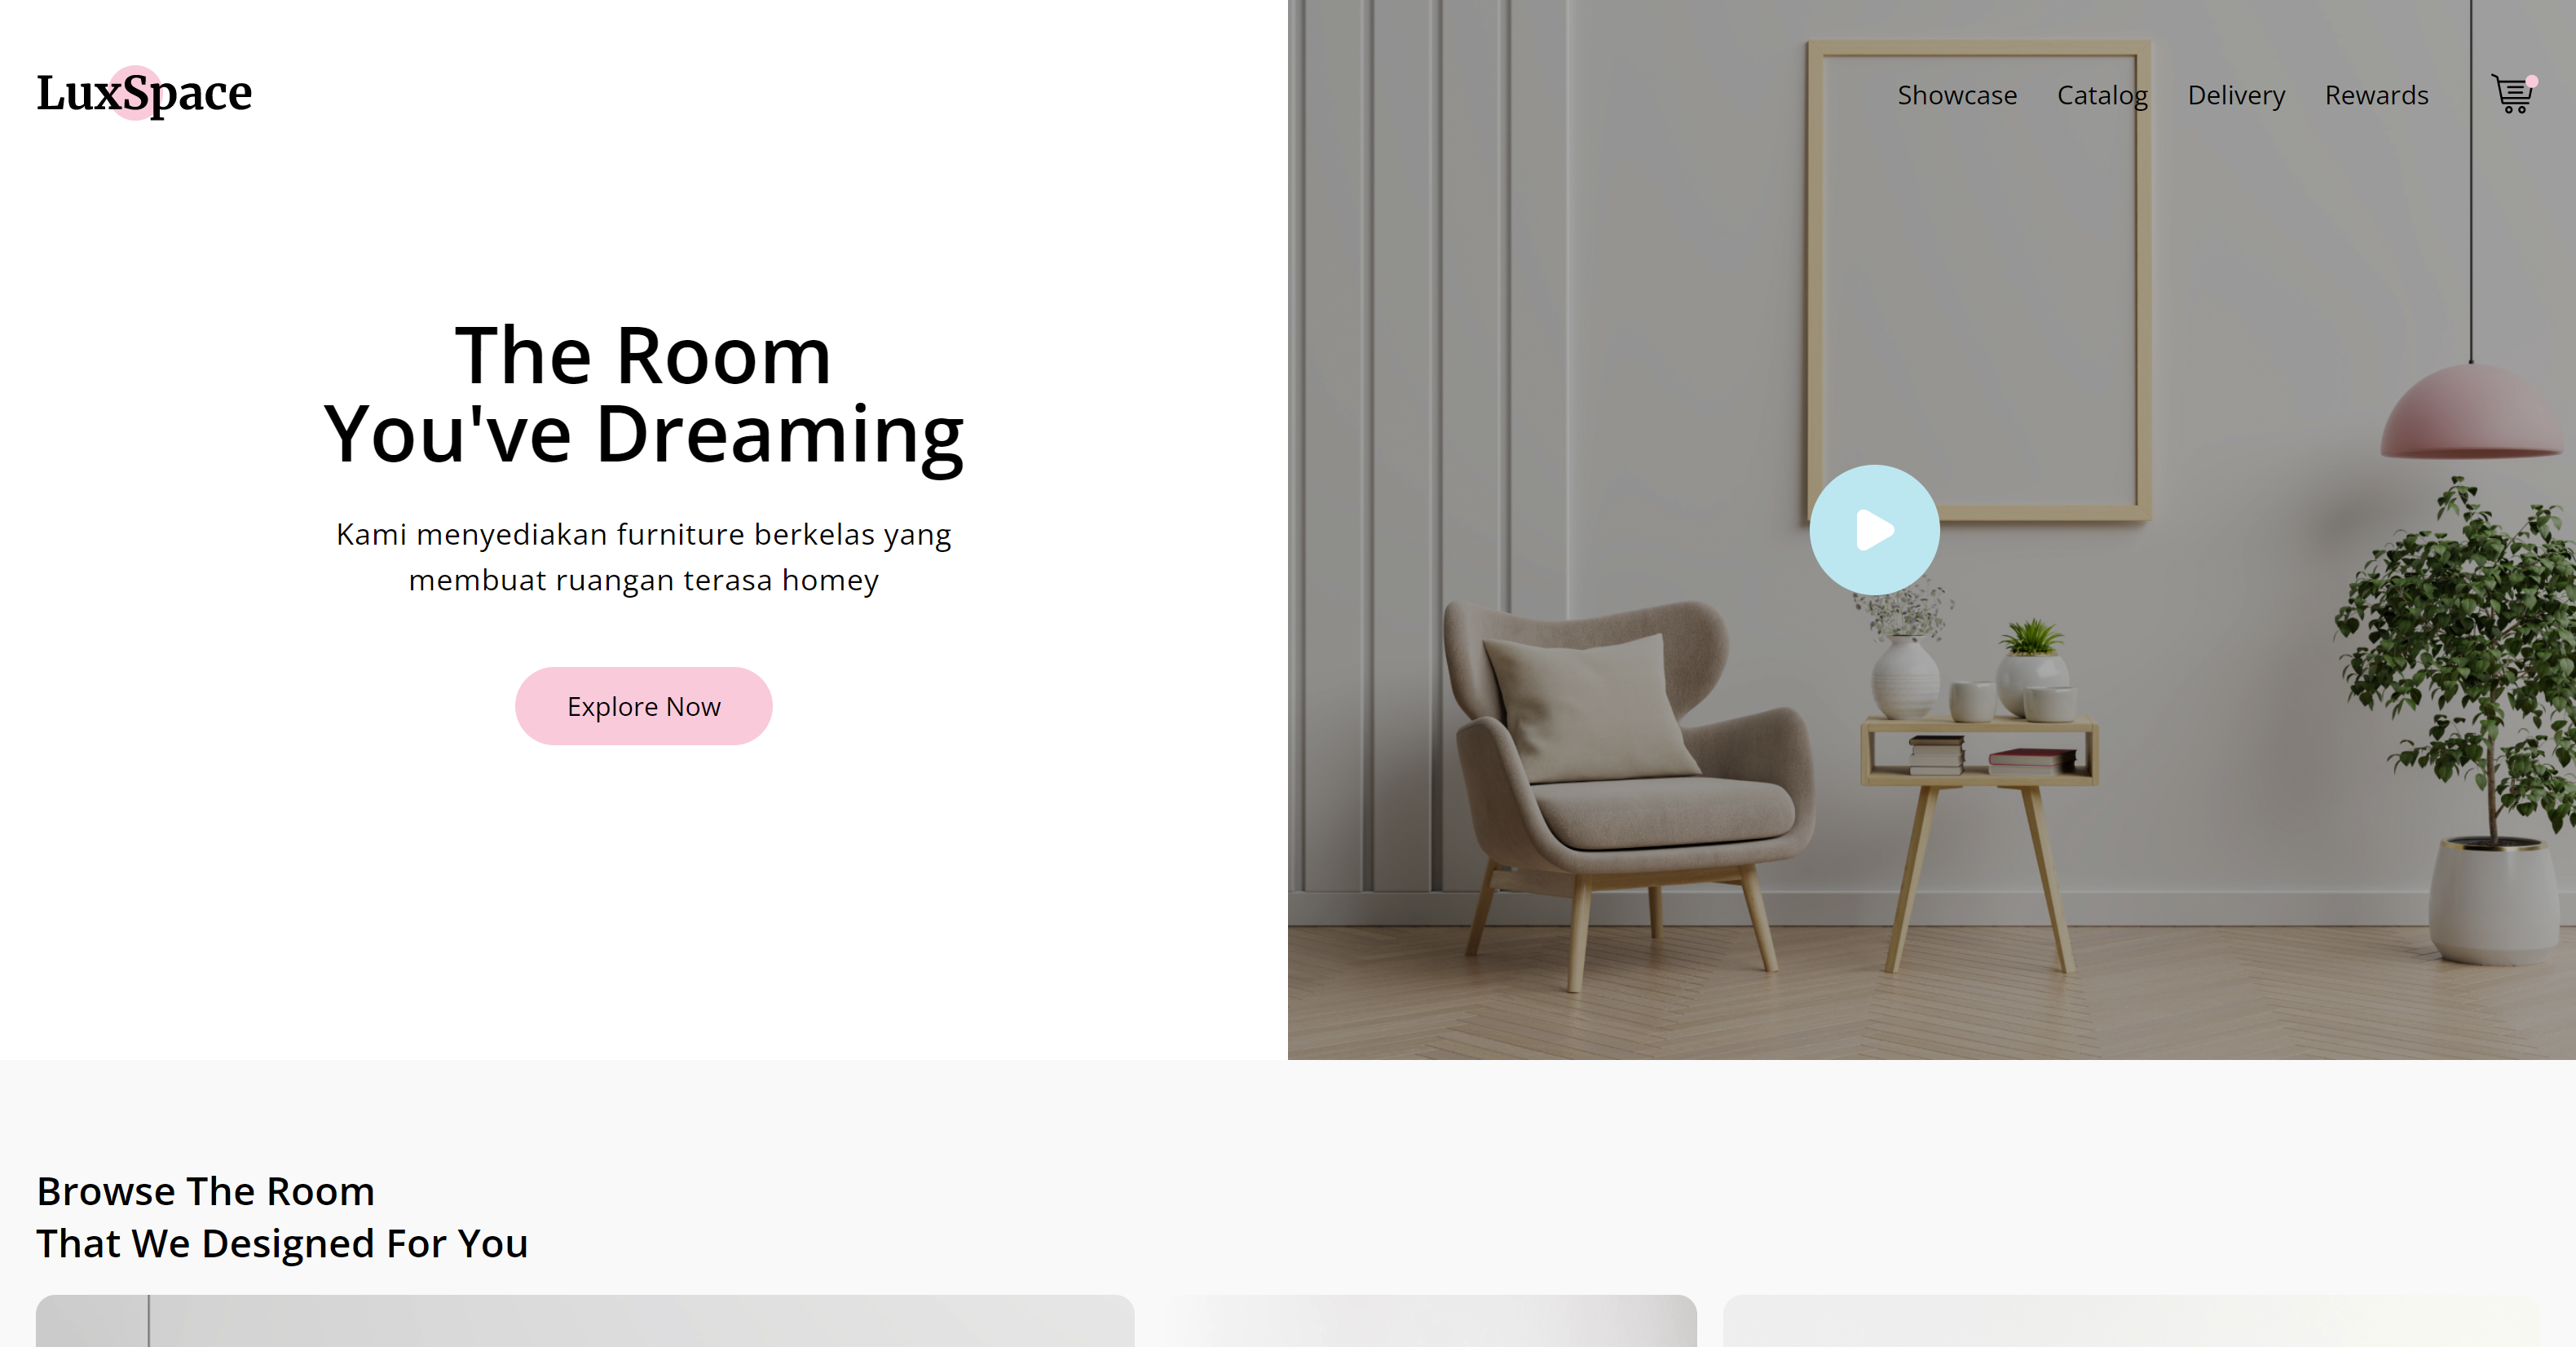 LuxSpace
Showcase Catalog Delivery Rewards
The Room
You've Dreaming
Kami menyediakan furniture berkelas yang
membuat ruangan terasa homey
Explore Now
Browse The Room
That We Designed For You